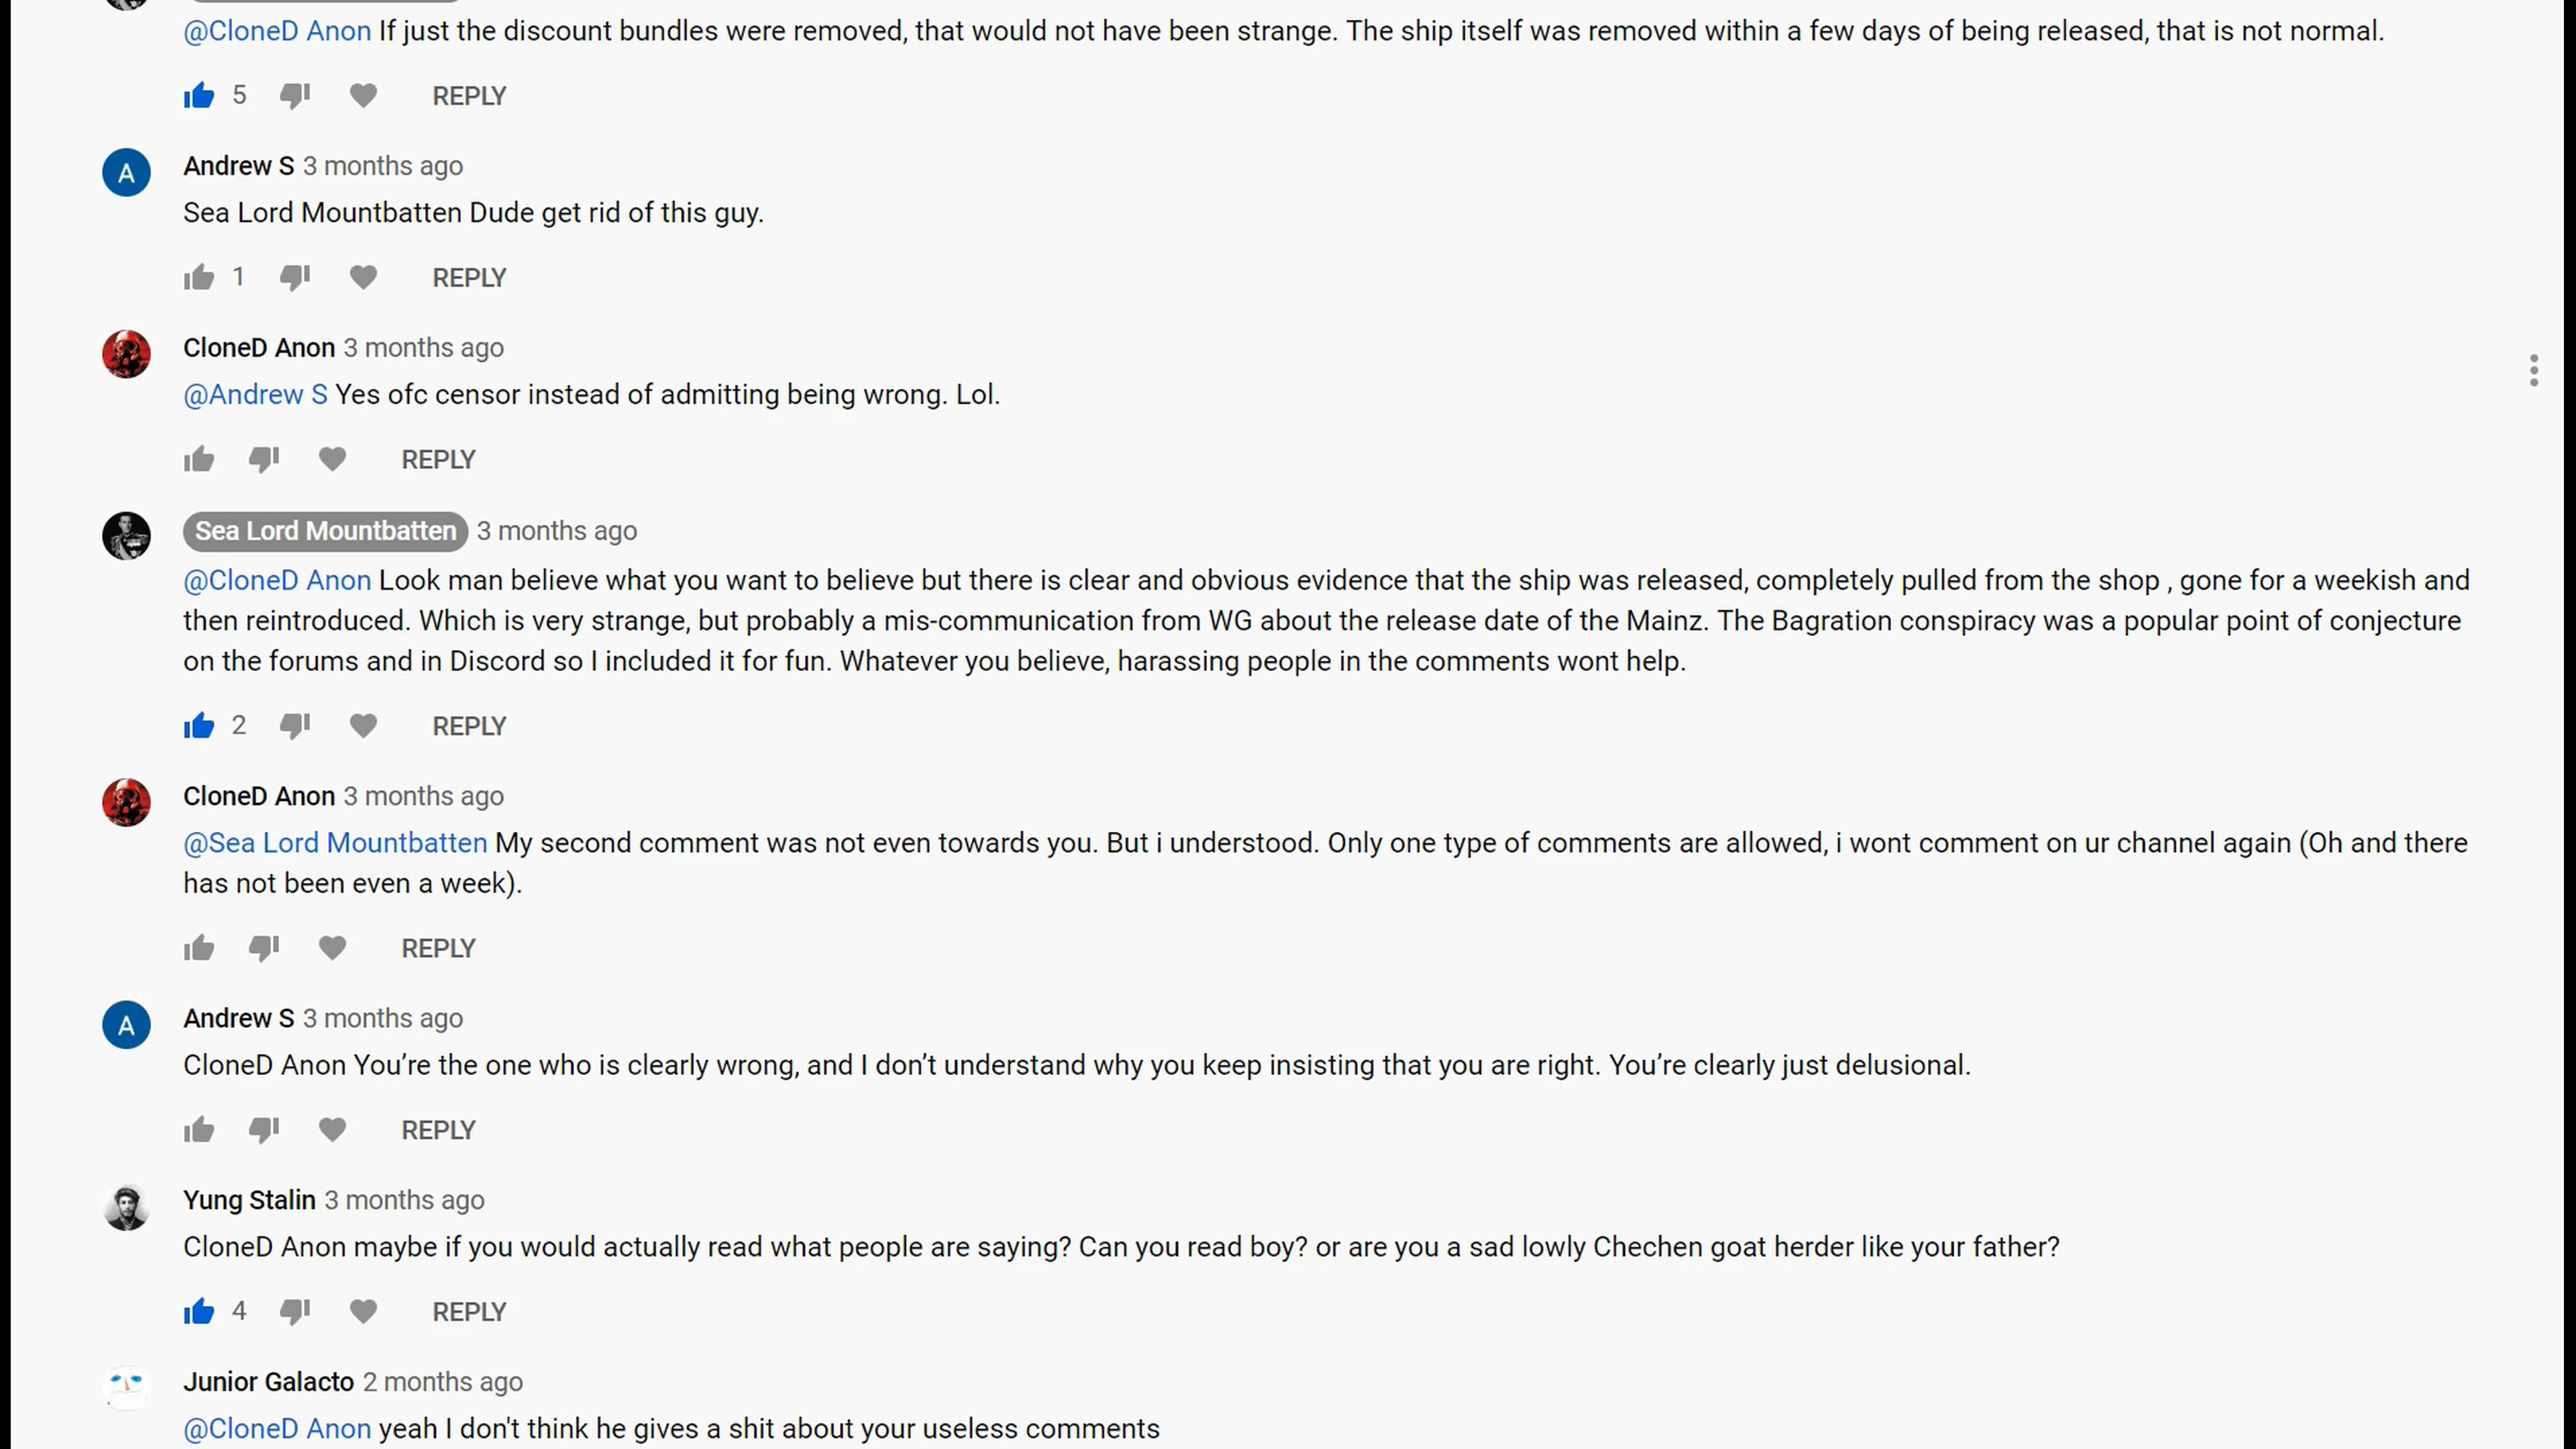 @CloneD Anon If just the discount bundles were removed, that would not have been strange. The ship itself was removed within a few days of being released, that is not normal.
5 REPLY
A
Andrew S 3 months ago
Sea Lord Mountbatten Dude get rid of this guy.
1 REPLY
CloneD Anon 3 months ago
@Andrew S Yes ofc censor instead of admitting being wrong. Lol.
REPLY
Sea Lord Mountbatten 3 months ago
@CloneD Anon Look man believe what you want to believe but there is clear and obvious evidence that the ship was released, completely pulled from the shop , gone for a weekish and
then reintroduced. Which is very strange, but probably a mis-communication from WG about the release date of the Mainz. The Bagration conspiracy was a popular point of conjecture
on the forums and in Discord so I included it for fun. Whatever you believe, harassing people in the comments wont help.
2 REPLY
CloneD Anon 3 months ago
@Sea Lord Mountbatten My second comment was not even towards you. But i understood. Only one type of comments are allowed, i wont comment on ur channel again (Oh and there
has not been even a week).
REPLY
A
Andrew S 3 months ago
CloneD Anon You’re the one who is clearly wrong, and I don’t understand why you keep insisting that you are right. You’re clearly just delusional.
REPLY
Yung Stalin 3 months ago
CloneD Anon maybe if you would actually read what people are saying? Can you read boy? or are you a sad lowly Chechen goat herder like your father?
4 REPLY
Junior Galacto 2 months ago
@CloneD Anon yeah I don't think he gives a shit about your useless comments